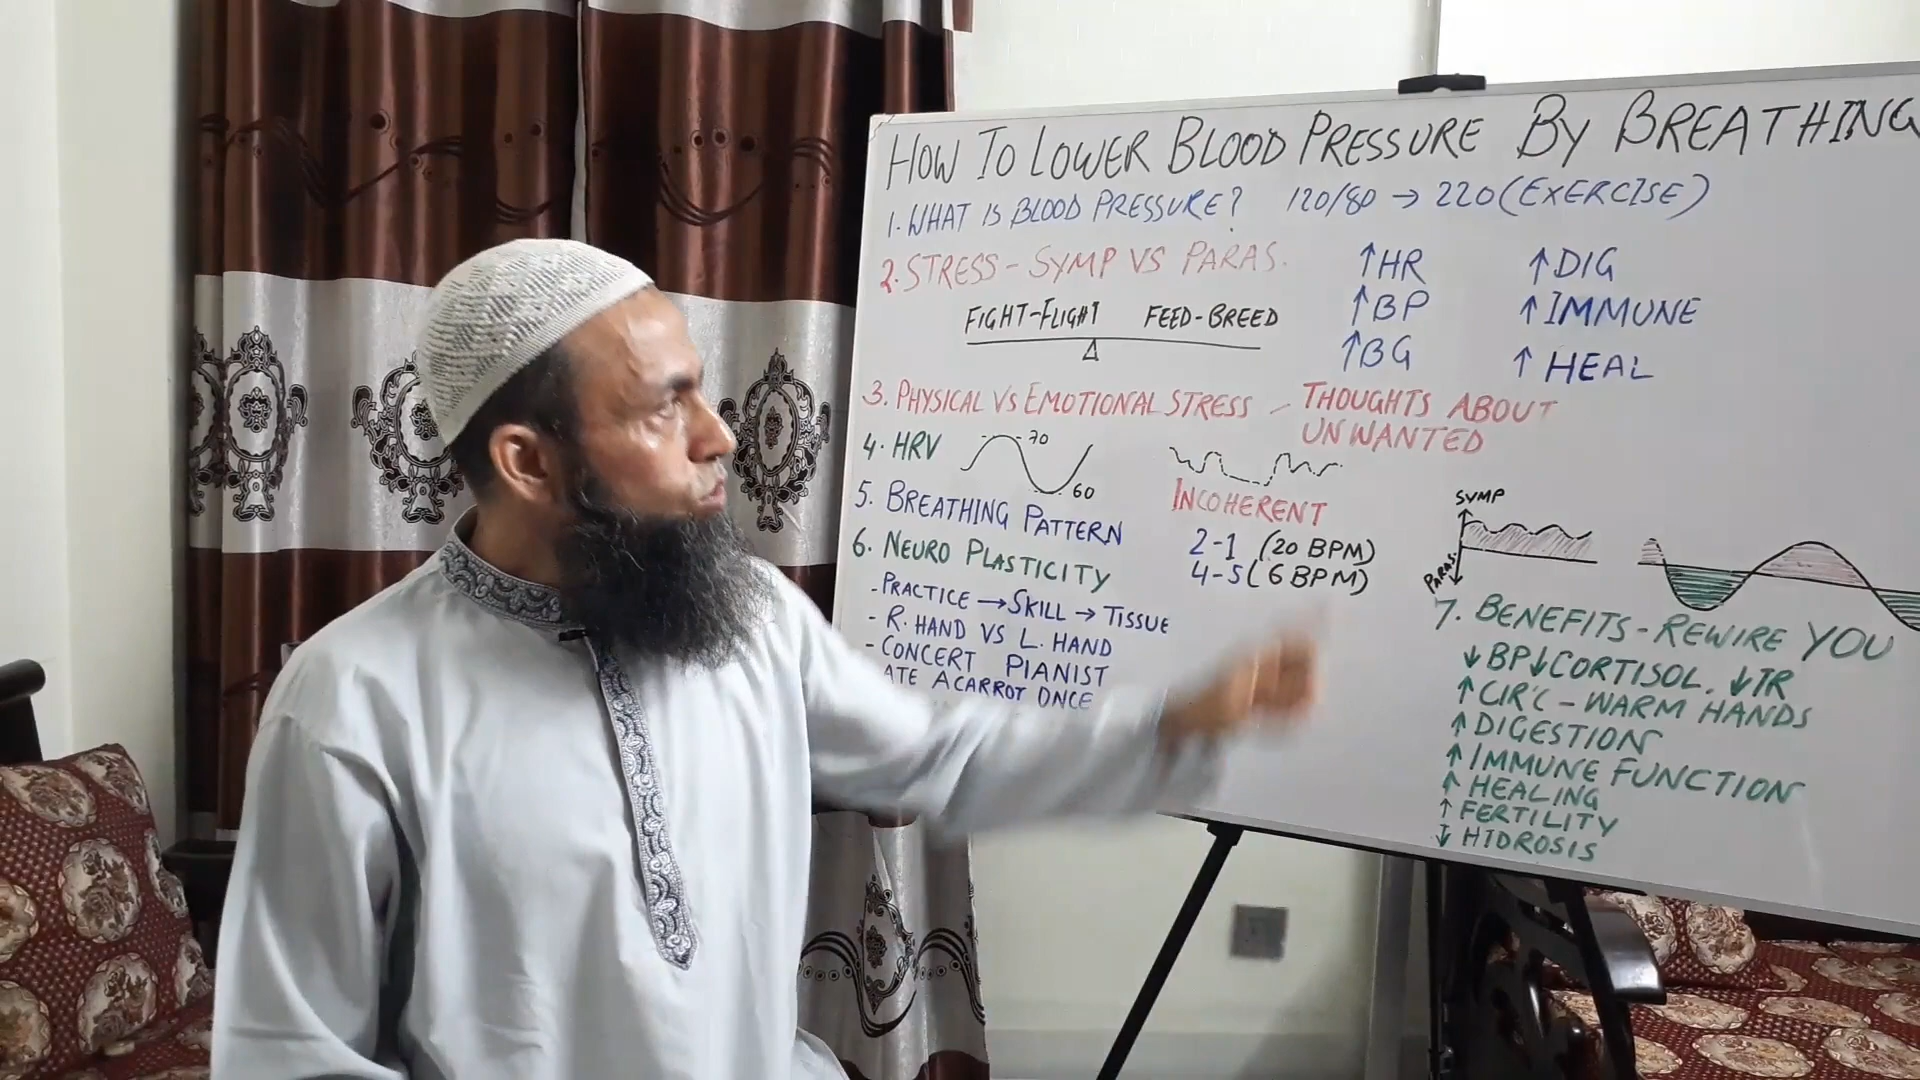 HOW TO LOWER BLOOD PRESSURE BY BREATHING
1. WHAT IS BLOOD PRESSURE? 120/80 → 220 (EXERCISE)
2. STRESS - SYMP VS PARAS.
FIGHT-FLIGHT FEED-BREED
↑HR ↑DIG
↑BP ↑IMMUNE
↑BG ↑HEAL
3. PHYSICAL VS EMOTIONAL STRESS - THOUGHTS ABOUT
UNWANTED
4. HRV 70
60
INCOHERENT
5. BREATHING PATTERN 2-1 (20 BPM)
4-5 (6 BPM)
6. NEURO PLASTICITY
- PRACTICE → SKILL → TISSUE
- R. HAND VS L. HAND
- CONCERT PIANIST
ATE A CARROT ONCE
SYMP
PARAS.
7. BENEFITS - REWIRE YOU
↓BP ↓CORTISOL. ↓IR
↑CIR'C - WARM HANDS
↑DIGESTION
↑IMMUNE FUNCTION
↑HEALING
↑FERTILITY
↓HIDROSIS